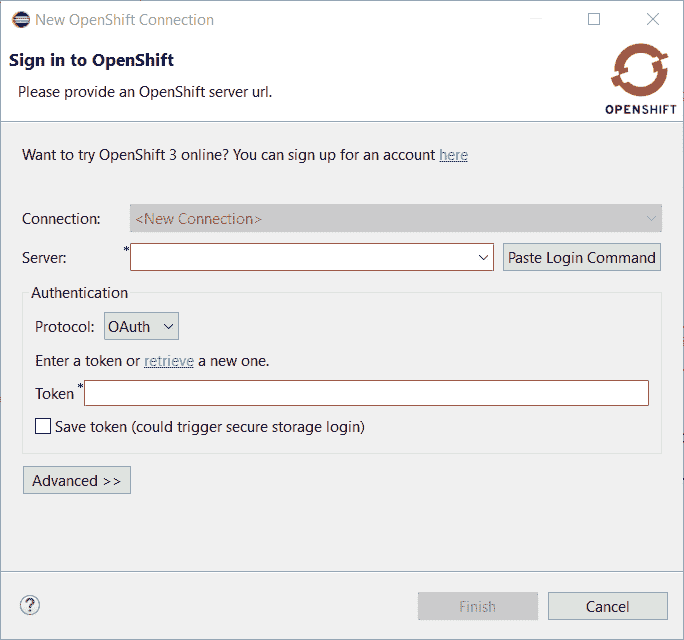 New OpenShift Connection
Sign in to OpenShift
Please provide an OpenShift server url.
OPENSHIFT
Want to try OpenShift 3 online? You can sign up for an account here
Connection: <New Connection>
Server: * Paste Login Command
Authentication
Protocol: OAuth
Enter a token or retrieve a new one.
Token *
Save token (could trigger secure storage login)
Advanced >>
? Finish Cancel